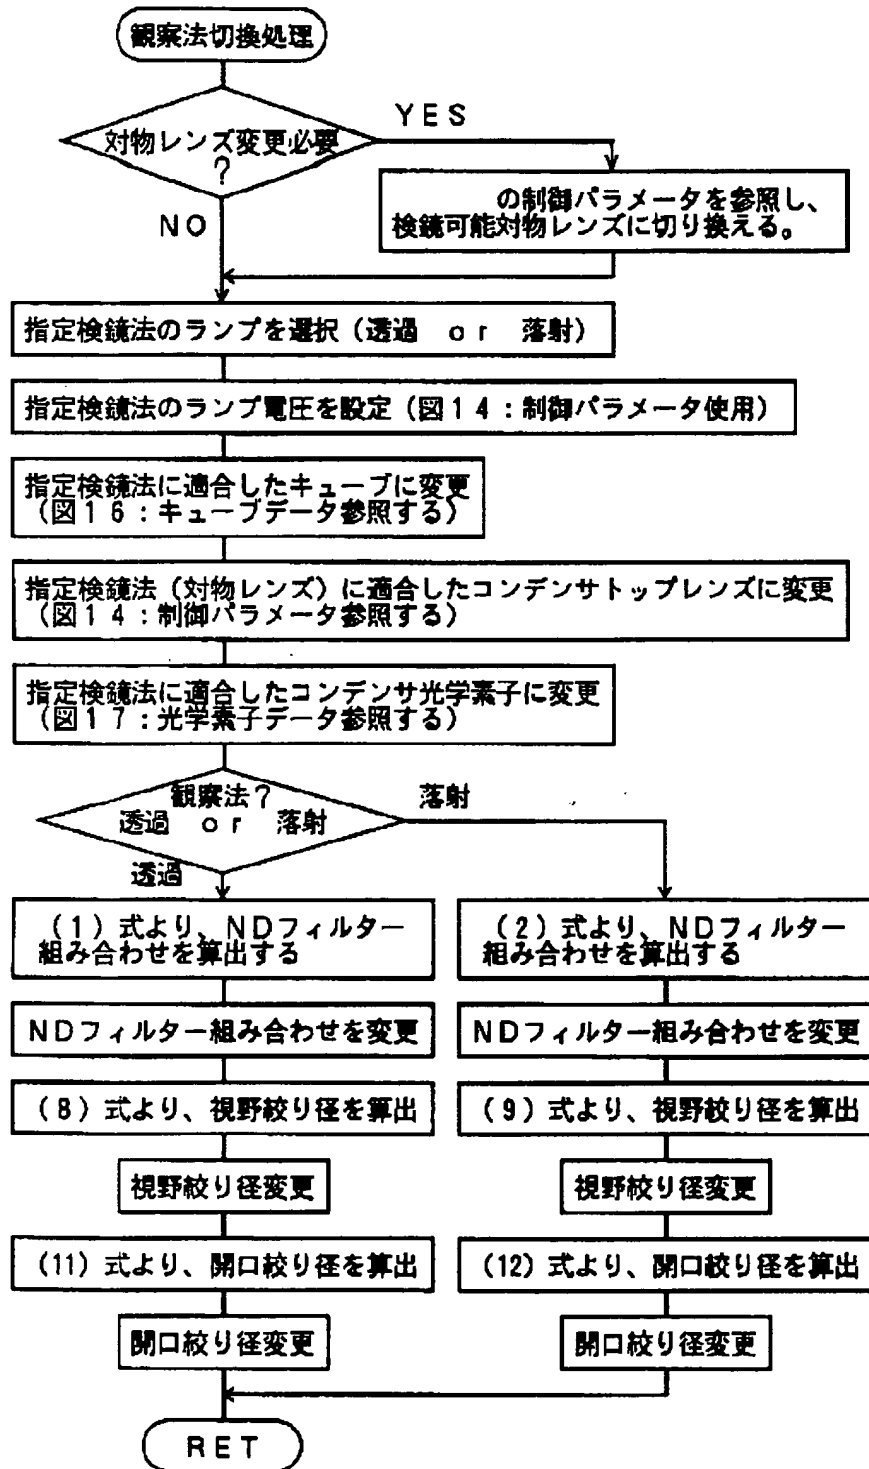 観察法切換処理
対物レンズ変更必要
?
YES
NO
の制御パラメータを参照し、
検鏡可能対物レンズに切り換える。
指定検鏡法のランプを選択（透過 or 落射）
指定検鏡法のランプ電圧を設定（図14：制御パラメータ使用）
指定検鏡法に適合したキューブに変更
（図16：キューブデータ参照する）
指定検鏡法（対物レンズ）に適合したコンデンサトップレンズに変更
（図14：制御パラメータ参照する）
指定検鏡法に適合したコンデンサ光学素子に変更
（図17：光学素子データ参照する）
観察法？
透過 or 落射
落射
透過
（1）式より、NDフィルター
組み合わせを算出する
（2）式より、NDフィルター
組み合わせを算出する
NDフィルター組み合わせを変更
NDフィルター組み合わせを変更
（8）式より、視野絞り径を算出
（9）式より、視野絞り径を算出
視野絞り径変更
視野絞り径変更
（11）式より、開口絞り径を算出
（12）式より、開口絞り径を算出
開口絞り径変更
開口絞り径変更
RET